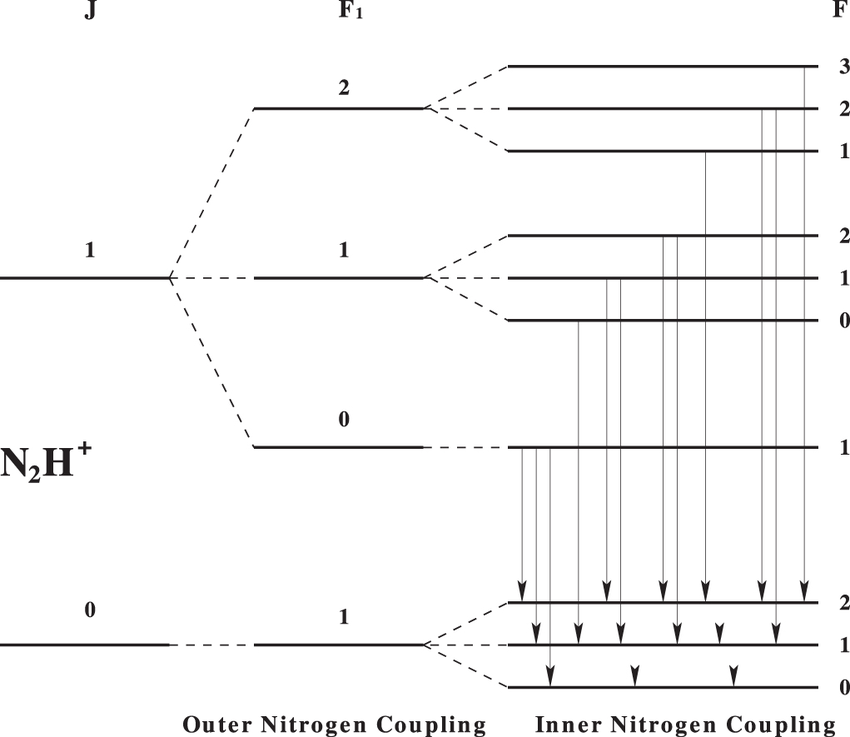 J F₁ F
3
2 2
1
2
1 1 1
0
0 1
N₂H⁺
2
0 1 1
0
Outer Nitrogen Coupling Inner Nitrogen Coupling